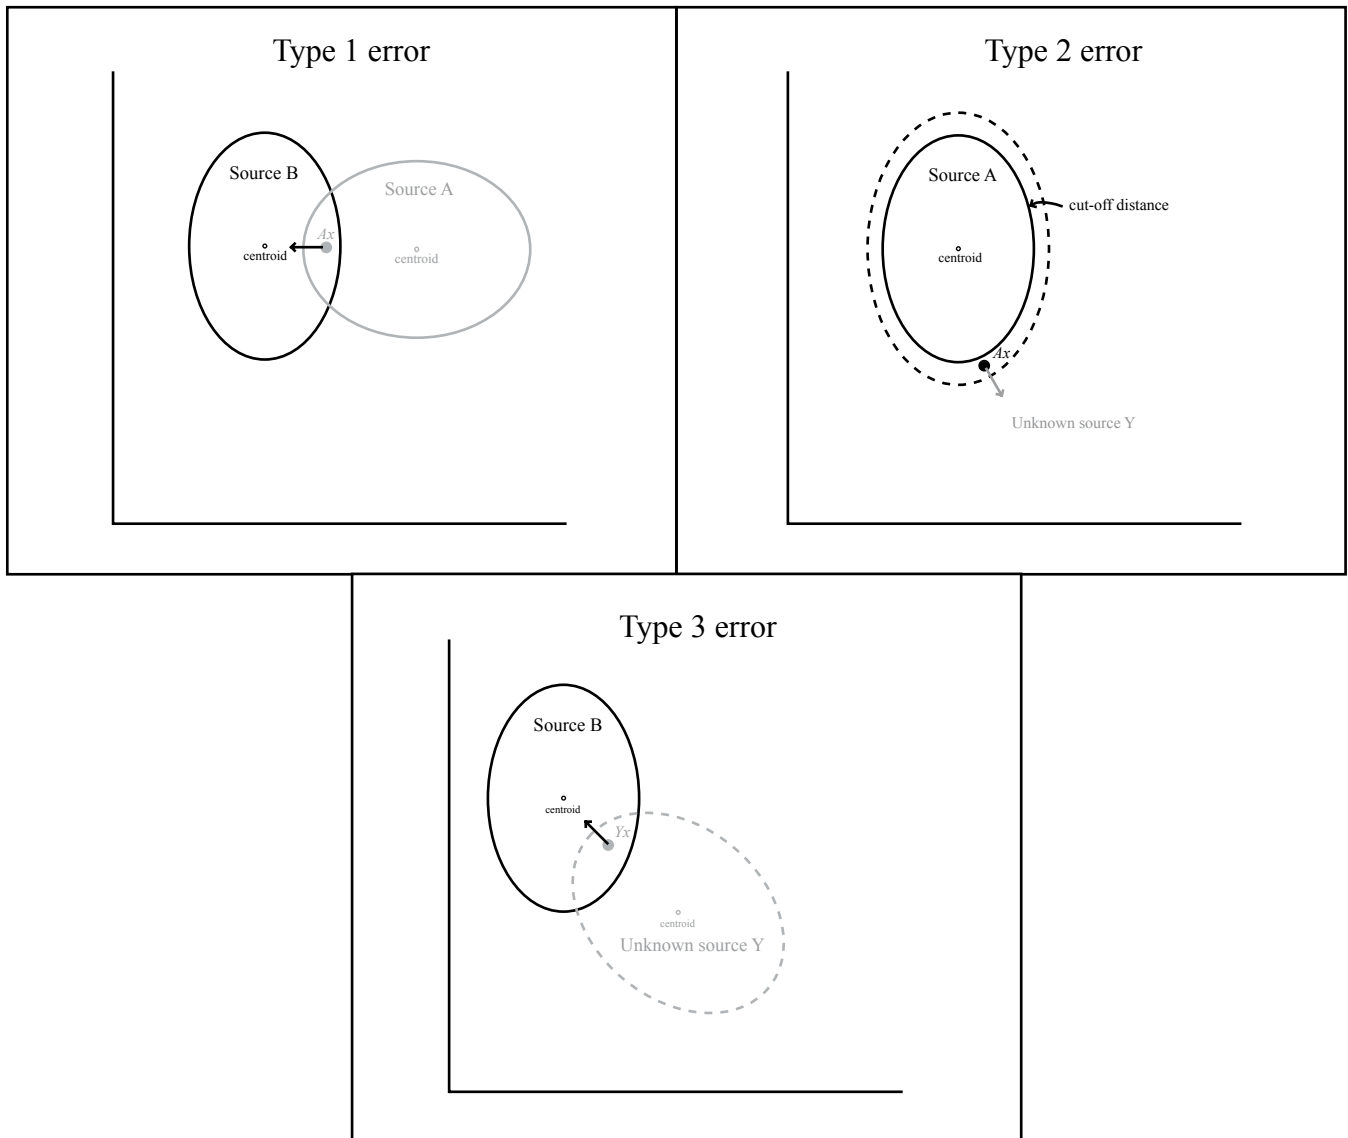 Type 1 error
Source B
Source A
Ax
centroid
centroid
Type 2 error
Source A
cut-off distance
centroid
Ax
Unknown source Y
Type 3 error
Source B
centroid
Yx
centroid
Unknown source Y